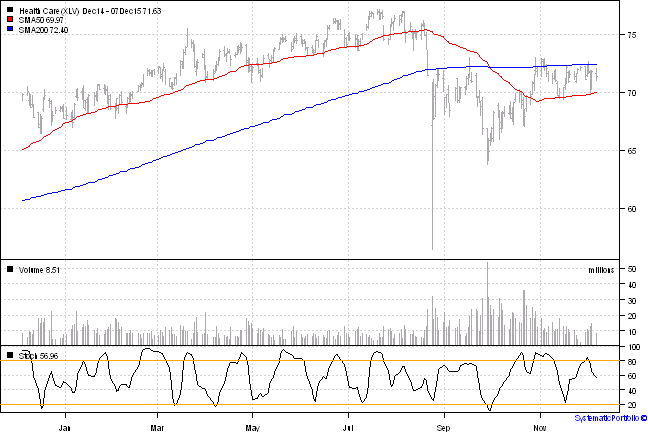 Health Care (XLV) Dec14 - 07Dec15 71.63
SMA50 69.97
SMA200 72.40
75
70
65
60
Volume 8.51
millions
50
40
30
20
10
Stoch 56.96
100
80
60
40
20
Jan Mar May Jul Sep Nov
SystematicPortfolio ©